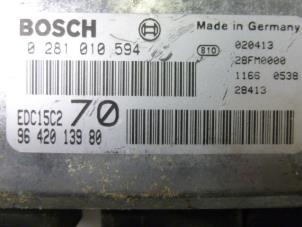 BOSCH Made in Germany
0 281 010 594 810 020413
28FM0000
1166 0538
EDC15C2 70 28413
96 420 139 80